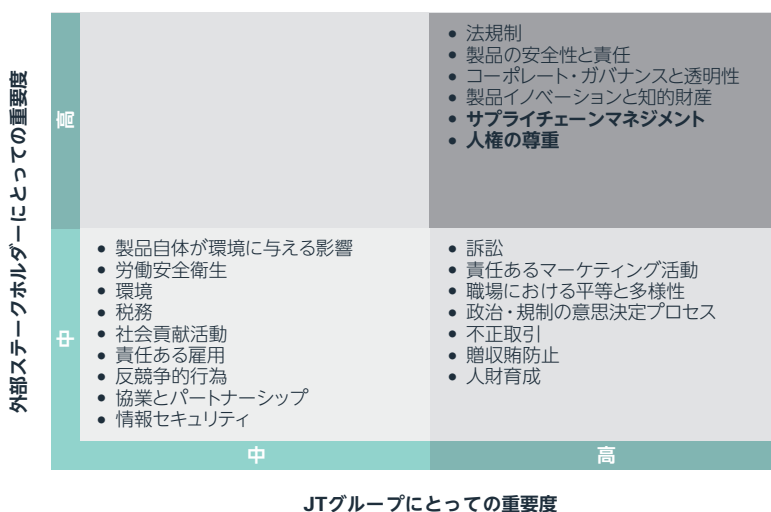 外部ステークホルダーにとっての重要度
高
• 法規制
• 製品の安全性と責任
• コーポレート・ガバナンスと透明性
• 製品イノベーションと知的財産
• サプライチェーンマネジメント
• 人権の尊重
中
• 製品自体が環境に与える影響
• 労働安全衛生
• 環境
• 税務
• 社会貢献活動
• 責任ある雇用
• 反競争的行為
• 協業とパートナーシップ
• 情報セキュリティ
• 訴訟
• 責任あるマーケティング活動
• 職場における平等と多様性
• 政治・規制の意思決定プロセス
• 不正取引
• 贈収賄防止
• 人財育成
中
高
JTグループにとっての重要度